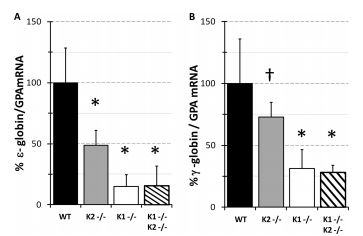 A
% ε- globin/GPAmRNA
150
100
50
0
*
*
*
WT
K2 -/-
K1 -/-
K1 -/-
K2 -/-
B
% γ -globin / GPA mRNA
150
100
50
0
†
*
*
WT
K2 -/-
K1 -/-
K1 -/-
K2 -/-